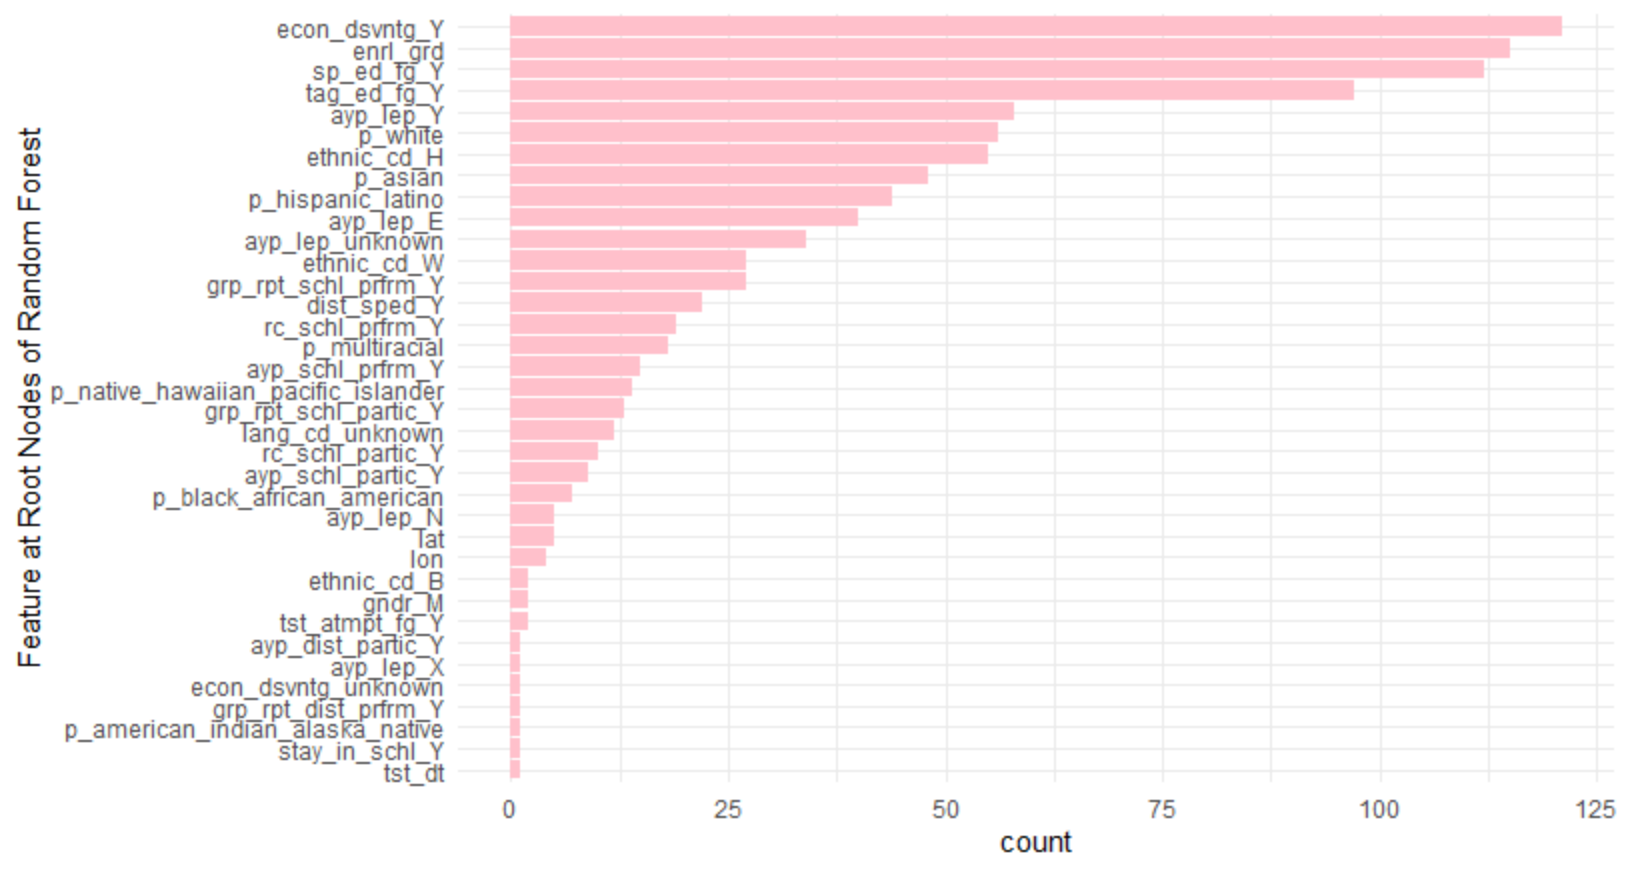 Feature at Root Nodes of Random Forest
econ_dsvntg_Y
enrl_grd
sp_ed_fg_Y
tag_ed_fg_Y
ayp_lep_Y
p_white
ethnic_cd_H
p_asian
p_hispanic_latino
ayp_lep_E
ayp_lep_unknown
ethnic_cd_W
grp_rpt_schl_prfrm_Y
dist_sped_Y
rc_schl_prfrm_Y
p_multiracial
ayp_schl_prfrm_Y
p_native_hawaiian_pacific_islander
grp_rpt_schl_partic_Y
lang_cd_unknown
rc_schl_partic_Y
ayp_schl_partic_Y
p_black_african_american
ayp_lep_N
lat
lon
ethnic_cd_B
gndr_M
tst_atmpt_fg_Y
ayp_dist_partic_Y
ayp_lep_X
econ_dsvntg_unknown
grp_rpt_dist_prfrm_Y
p_american_indian_alaska_native
stay_in_schl_Y
tst_dt
0 25 50 75 100 125
count